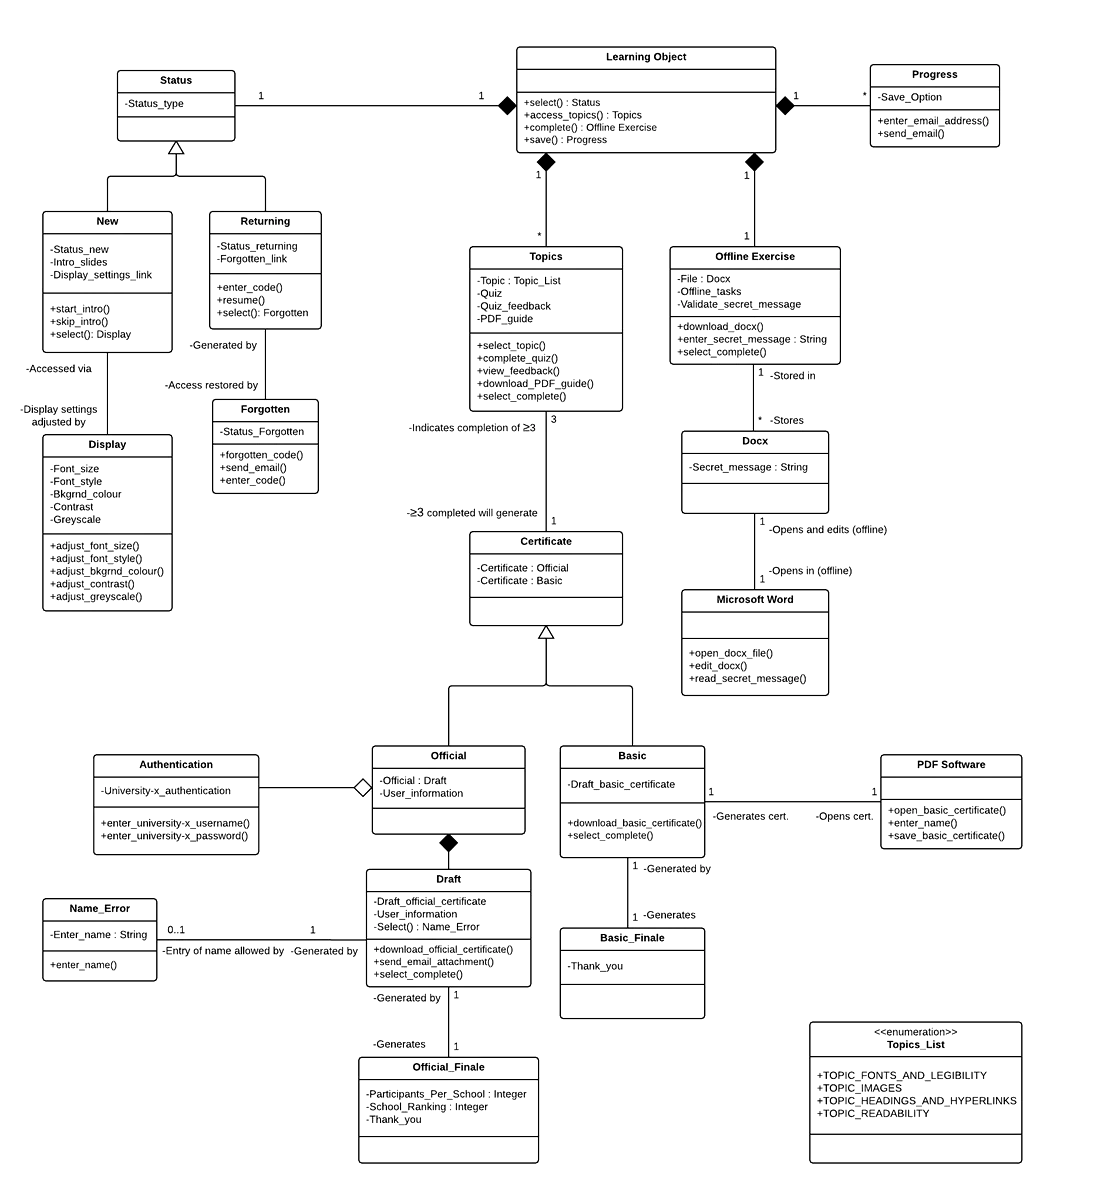 Learning Object
+select() : Status
+access_topics() : Topics
+complete() : Offline Exercise
+save() : Progress
Status
-Status_type
1
1
1
*
Progress
-Save_Option
+enter_email_address()
+send_email()
1
*
1
1
New
-Status_new
-Intro_slides
-Display_settings_link
+start_intro()
+skip_intro()
+select(): Display
Returning
-Status_returning
-Forgotten_link
+enter_code()
+resume()
+select(): Forgotten
Topics
-Topic : Topic_List
-Quiz
-Quiz_feedback
-PDF_guide
+select_topic()
+complete_quiz()
+view_feedback()
+download_PDF_guide()
+select_complete()
Offline Exercise
-File : Docx
-Offline_tasks
-Validate_secret_message
+download_docx()
+enter_secret_message : String
+select_complete()
-Accessed via
-Display settings
adjusted by
-Generated by
-Access restored by
Forgotten
-Status_Forgotten
+forgotten_code()
+send_email()
+enter_code()
Display
-Font_size
-Font_style
-Bkgrnd_colour
-Contrast
-Greyscale
+adjust_font_size()
+adjust_font_style()
+adjust_bkgrnd_colour()
+adjust_contrast()
+adjust_greyscale()
3
-Indicates completion of ≥3
-≥3 completed will generate
1
1
-Stored in
*
-Stores
Docx
-Secret_message : String
1
-Opens and edits (offline)
-Opens in (offline)
1
Certificate
-Certificate : Official
-Certificate : Basic
Microsoft Word
+open_docx_file()
+edit_docx()
+read_secret_message()
Authentication
-University-x_authentication
+enter_university-x_username()
+enter_university-x_password()
Official
-Official : Draft
-User_information
Basic
-Draft_basic_certificate
+download_basic_certificate()
+select_complete()
1
1
-Generates cert.
-Opens cert.
PDF Software
+open_basic_certificate()
+enter_name()
+save_basic_certificate()
1
-Generated by
1
-Generates
Basic_Finale
-Thank_you
Draft
-Draft_official_certificate
-User_information
-Select() : Name_Error
+download_official_certificate()
+send_email_attachment()
+select_complete()
Name_Error
-Enter_name : String
+enter_name()
0..1
1
-Entry of name allowed by
-Generated by
-Generated by
1
-Generates
1
Official_Finale
-Participants_Per_School : Integer
-School_Ranking : Integer
-Thank_you
<<enumeration>>
Topics_List
+TOPIC_FONTS_AND_LEGIBILITY
+TOPIC_IMAGES
+TOPIC_HEADINGS_AND_HYPERLINKS
+TOPIC_READABILITY